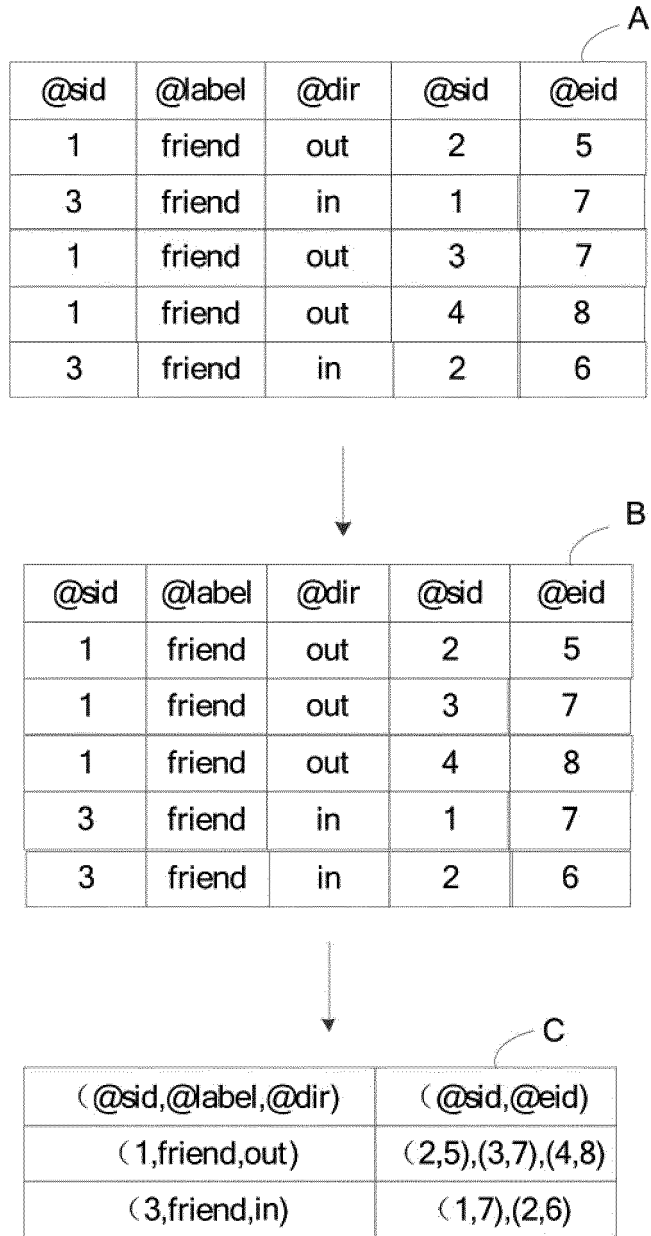 A
@sid @label @dir @sid @eid
1 friend out 2 5
3 friend in 1 7
1 friend out 3 7
1 friend out 4 8
3 friend in 2 6
B
@sid @label @dir @sid @eid
1 friend out 2 5
1 friend out 3 7
1 friend out 4 8
3 friend in 1 7
3 friend in 2 6
C
（@sid,@label,@dir) （@sid,@eid)
（1,friend,out) (2,5),(3,7),(4,8)
（3,friend,in) （1,7),(2,6)